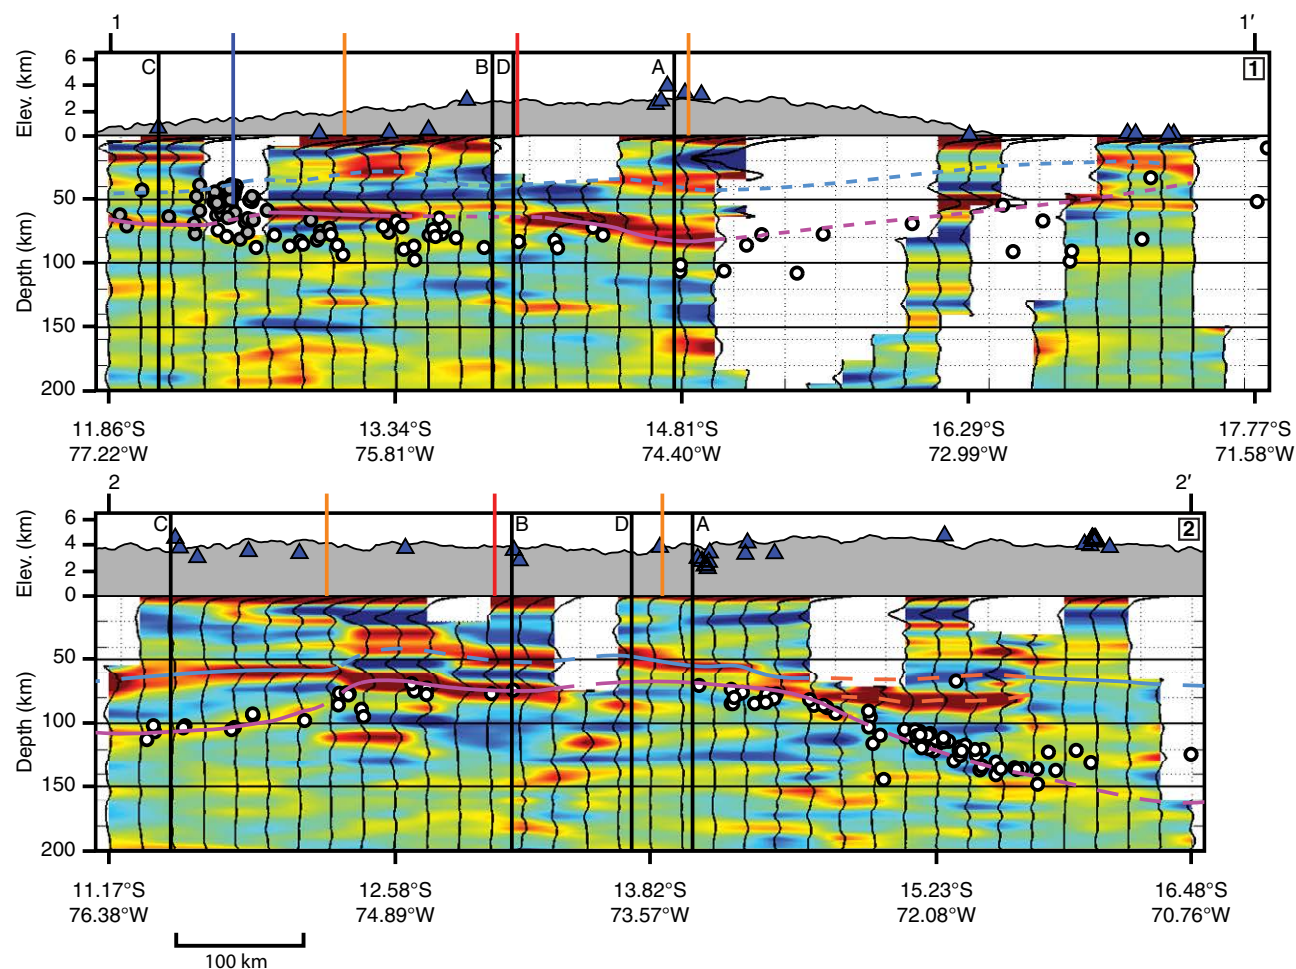 1 1′
Elev. (km)
6
4
2
0
C B D A 1
Depth (km)
50
100
150
200
11.86°S 13.34°S 14.81°S 16.29°S 17.77°S
77.22°W 75.81°W 74.40°W 72.99°W 71.58°W
2 2′
Elev. (km)
6
4
2
0
C B D A 2
Depth (km)
50
100
150
200
11.17°S 12.58°S 13.82°S 15.23°S 16.48°S
76.38°W 74.89°W 73.57°W 72.08°W 70.76°W
100 km